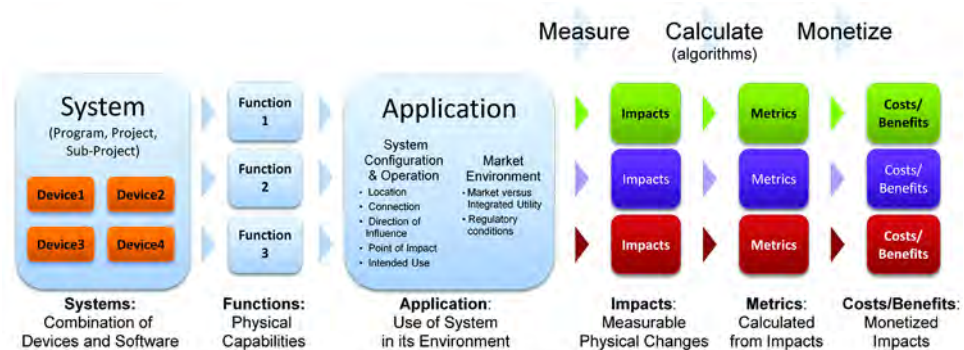 Measure
Calculate
(algorithms)
Monetize
System
(Program, Project,
Sub-Project)
Device1
Device2
Device3
Device4
Function
1
Function
2
Function
3
Application
System
Configuration
& Operation
• Location
• Connection
• Direction of
Influence
• Point of Impact
• Intended Use
Market
Environment
• Market versus
Integrated Utility
• Regulatory
conditions
Impacts
Metrics
Costs/
Benefits
Impacts
Metrics
Costs/
Benefits
Impacts
Metrics
Costs/
Benefits
Systems:
Combination of
Devices and Software
Functions:
Physical
Capabilities
Application:
Use of System
in its Environment
Impacts:
Measurable
Physical Changes
Metrics:
Calculated
from Impacts
Costs/Benefits:
Monetized
Impacts